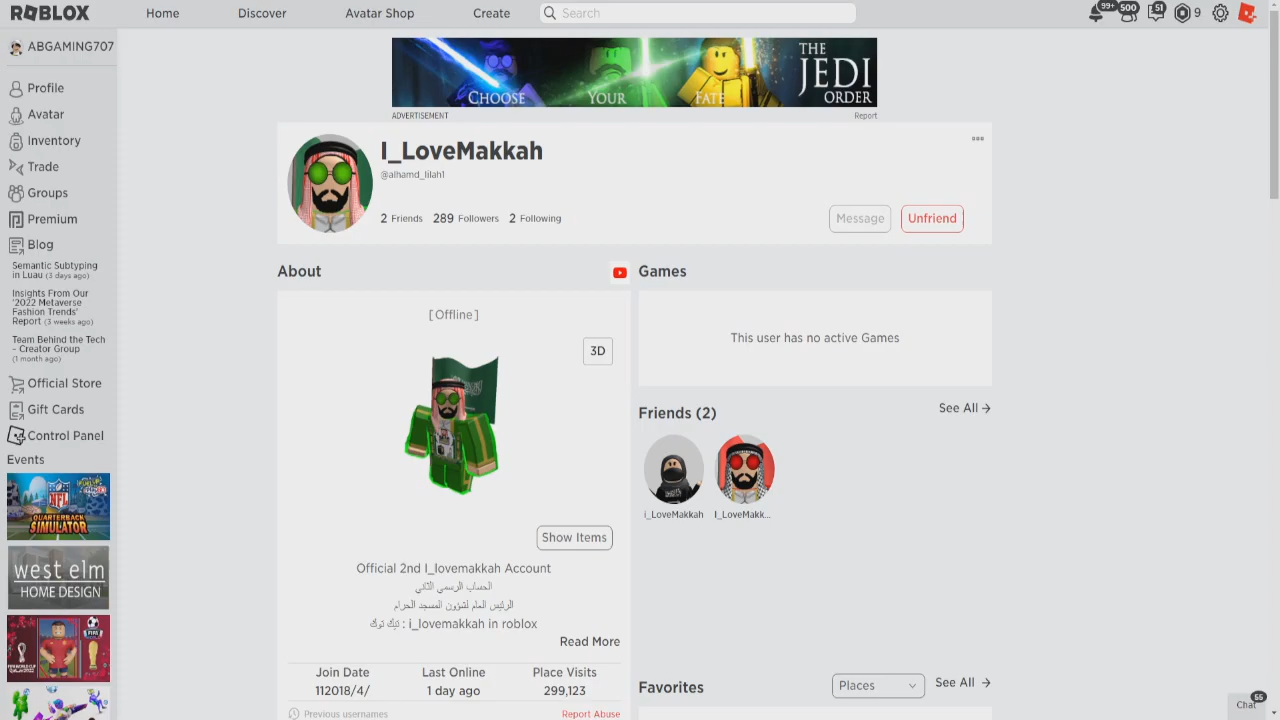 ROBLOX
Home
Discover
Avatar Shop
Create
Search
99+
500
51
9
ABGAMING707
Profile
Avatar
Inventory
Trade
Groups
Premium
Blog
Semantic Subtyping
in Luau (3 days ago)
Insights From Our
'2022 Metaverse
Fashion Trends'
Report (3 weeks ago)
Team Behind the Tech
- Creator Group
(1 month ago)
Official Store
Gift Cards
Control Panel
Events
NFL
QUARTERBACK
SIMULATOR
west elm
HOME DESIGN
FIFA
FIFA WORLD CUP
CHOOSE YOUR FATE
THE
JEDI
ORDER
ADVERTISEMENT
Report
I_LoveMakkah
@alhamd_lilah1
2 Friends 289 Followers 2 Following
Message
Unfriend
About
[Offline]
3D
Show Items
Official 2nd I_lovemakkah Account
الحساب الرسمي الثاني
الرئيس العام لشؤون المسجد الحرام
تيك توك : i_lovemakkah in roblox
Read More
Join Date
112018/4/
Last Online
1 day ago
Place Visits
299,123
Previous usernames
Report Abuse
Games
This user has no active Games
Friends (2)
See All
i_LoveMakkah
I_LoveMakk...
Favorites
Places
See All
Chat
55